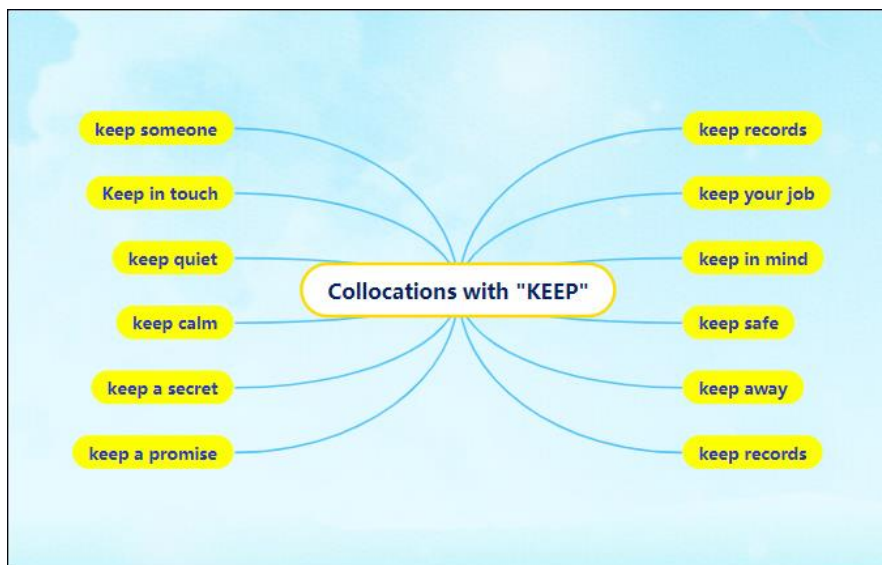 keep someone
Keep in touch
keep quiet
keep calm
keep a secret
keep a promise
Collocations with "KEEP"
keep records
keep your job
keep in mind
keep safe
keep away
keep records